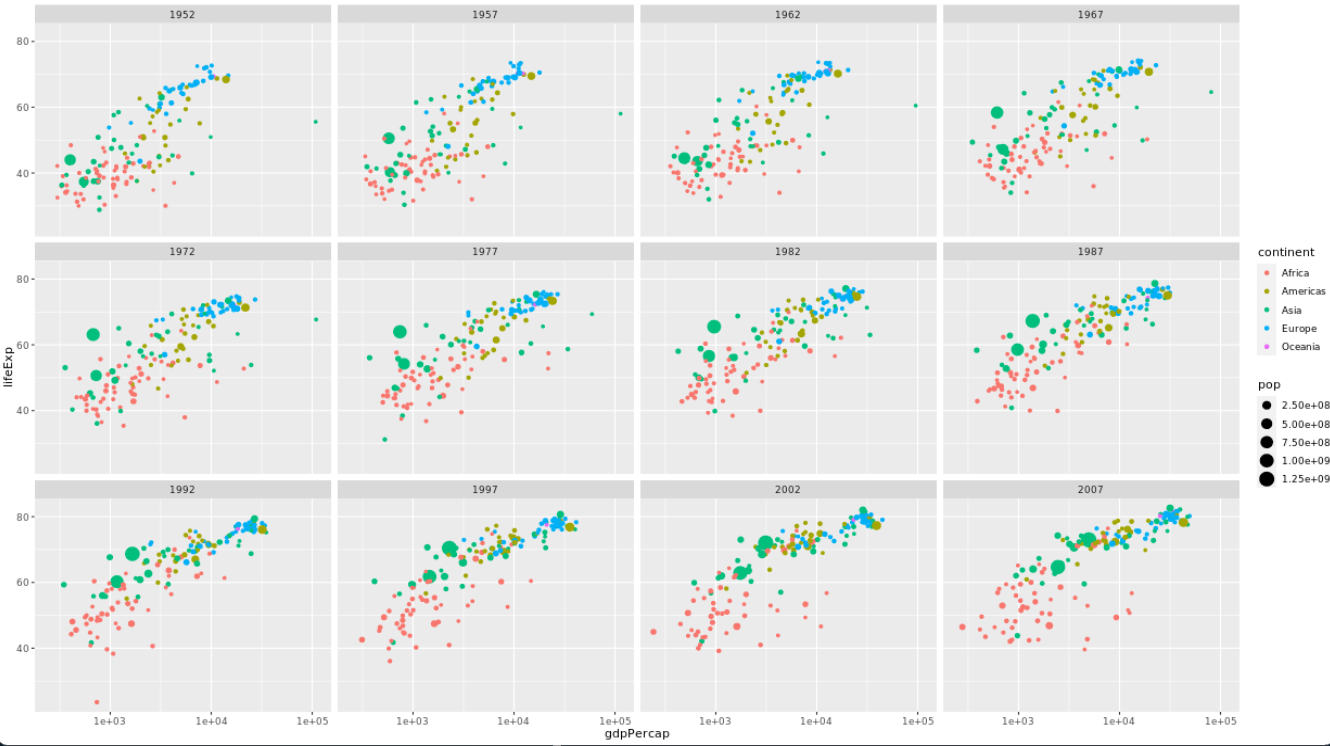 1952 1957 1962 1967
80
60
40
1972 1977 1982 1987
80
60
40
1992 1997 2002 2007
80
60
40
1e+03 1e+04 1e+05 1e+03 1e+04 1e+05 1e+03 1e+04 1e+05 1e+03 1e+04 1e+05
gdpPercap
lifeExp
continent
Africa
Americas
Asia
Europe
Oceania
pop
2.50e+08
5.00e+08
7.50e+08
1.00e+09
1.25e+09